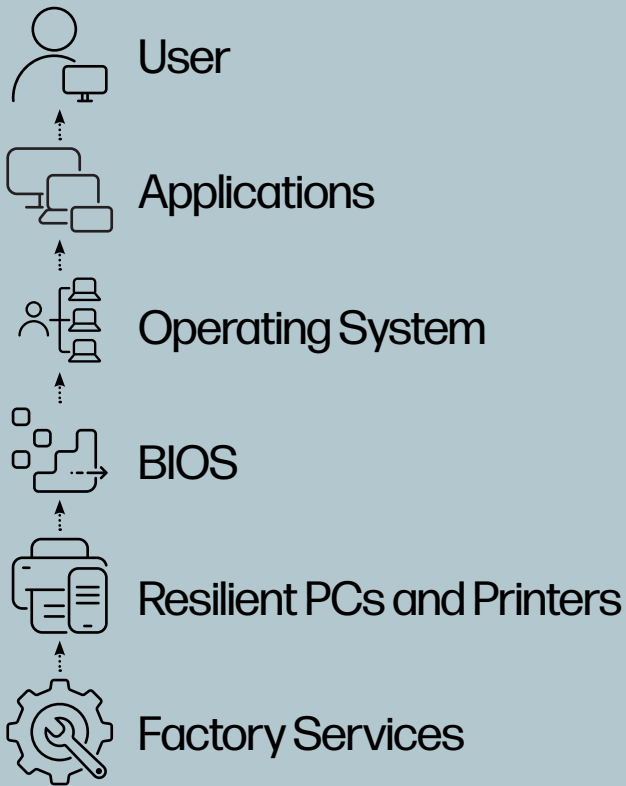 User
Applications
Operating System
BIOS
Resilient PCs and Printers
Factory Services